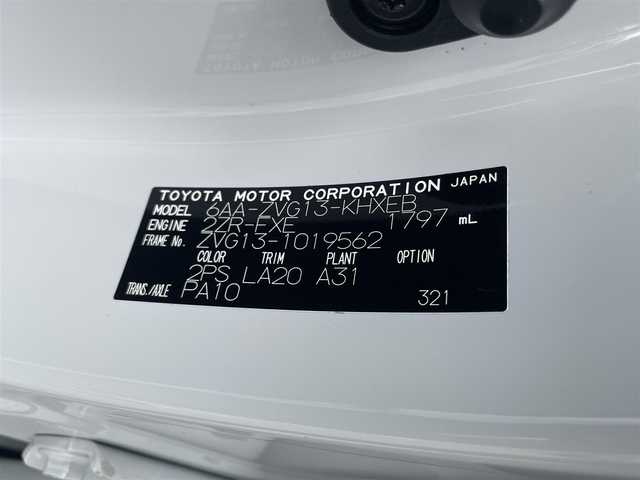 TOYOTA MOTOR CORPORATION JAPAN
MODEL 6AA-ZVG13-KHXEB
ENGINE 2ZR-FXE 1797 mL
FRAME No. ZVG13-1019562
COLOR TRIM PLANT OPTION
2PS LA20 A31
TRANS./AXLE PA10 321